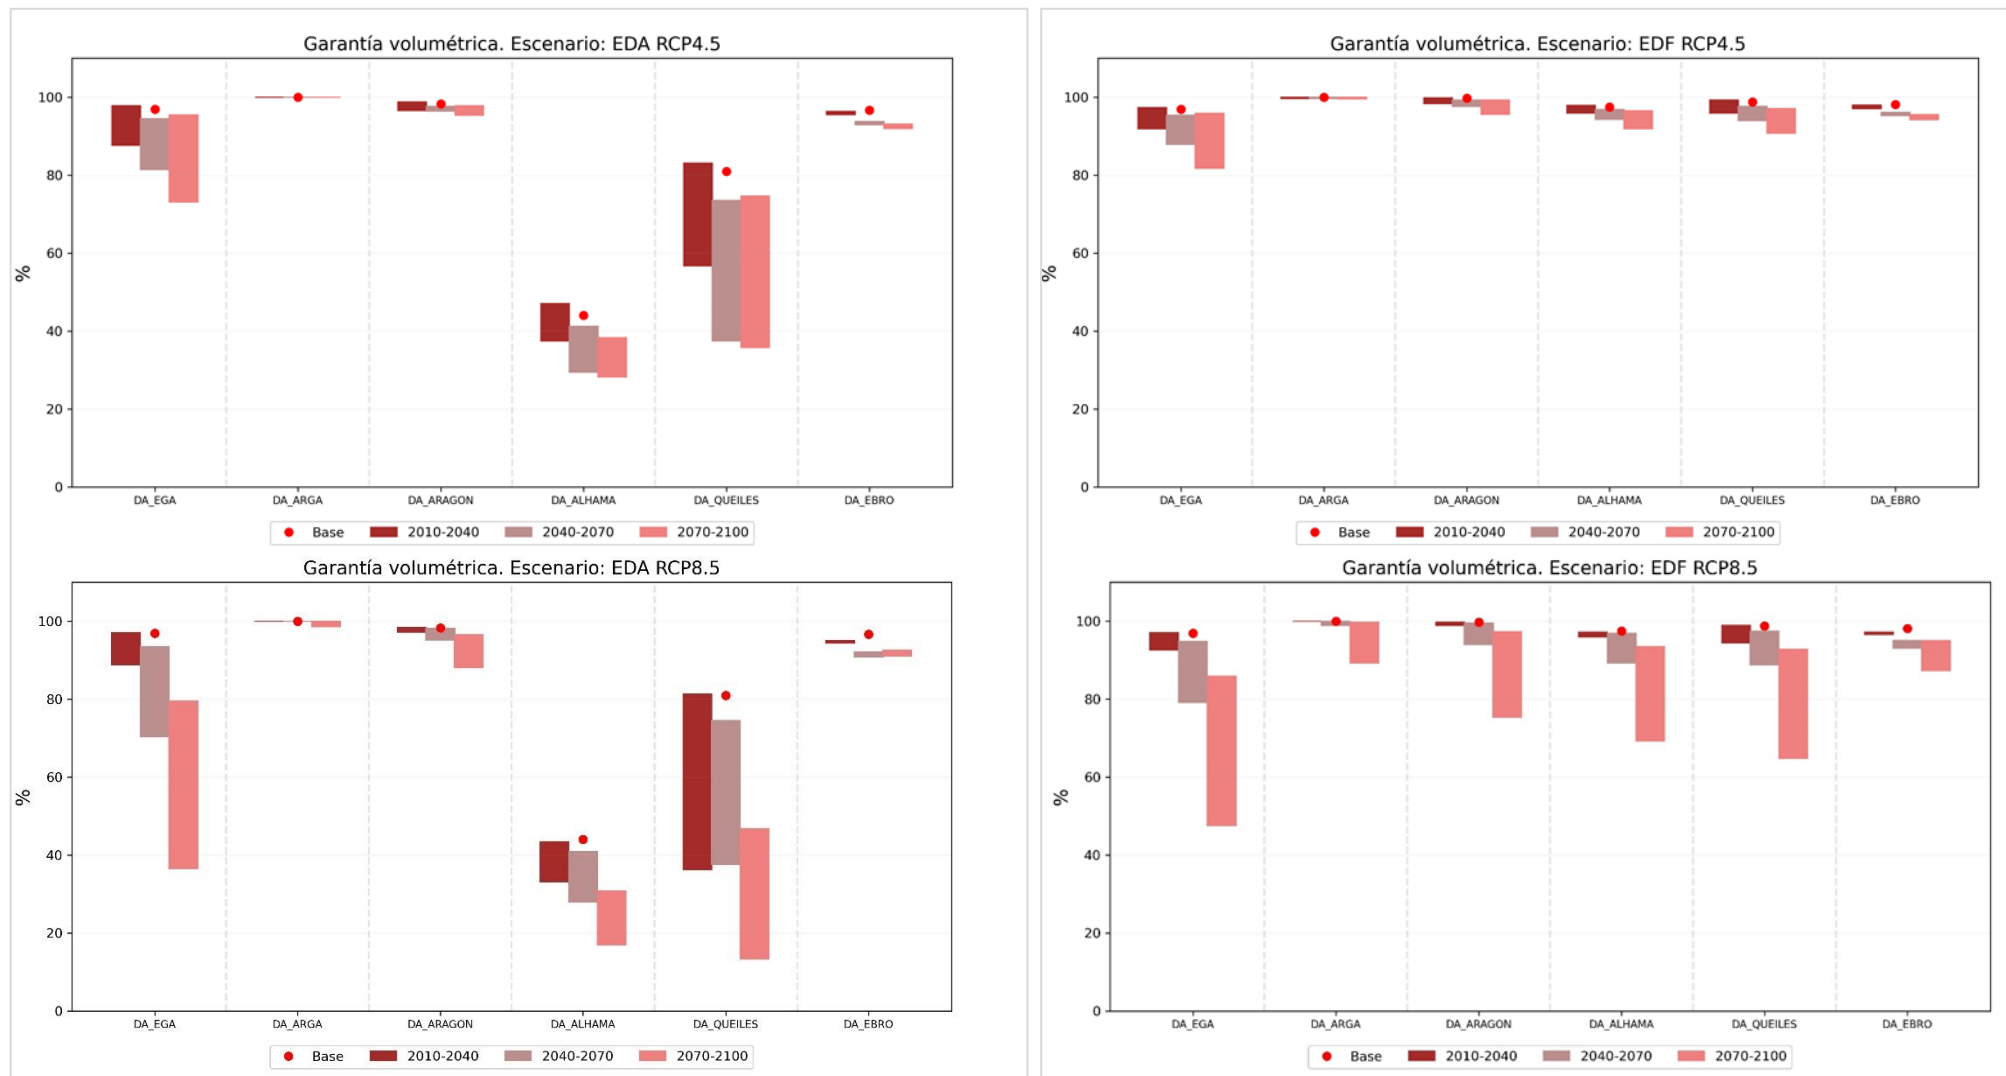 Garantía volumétrica. Escenario: EDA RCP4.5
100
80
60
40
20
0
%
DA_EGA DA_ARGA DA_ARAGON DA_ALHAMA DA_QUEILES DA_EBRO
Base 2010-2040 2040-2070 2070-2100
Garantía volumétrica. Escenario: EDF RCP4.5
100
80
60
40
20
0
%
DA_EGA DA_ARGA DA_ARAGON DA_ALHAMA DA_QUEILES DA_EBRO
Base 2010-2040 2040-2070 2070-2100
Garantía volumétrica. Escenario: EDA RCP8.5
100
80
60
40
20
0
%
DA_EGA DA_ARGA DA_ARAGON DA_ALHAMA DA_QUEILES DA_EBRO
Base 2010-2040 2040-2070 2070-2100
Garantía volumétrica. Escenario: EDF RCP8.5
100
80
60
40
20
0
%
DA_EGA DA_ARGA DA_ARAGON DA_ALHAMA DA_QUEILES DA_EBRO
Base 2010-2040 2040-2070 2070-2100